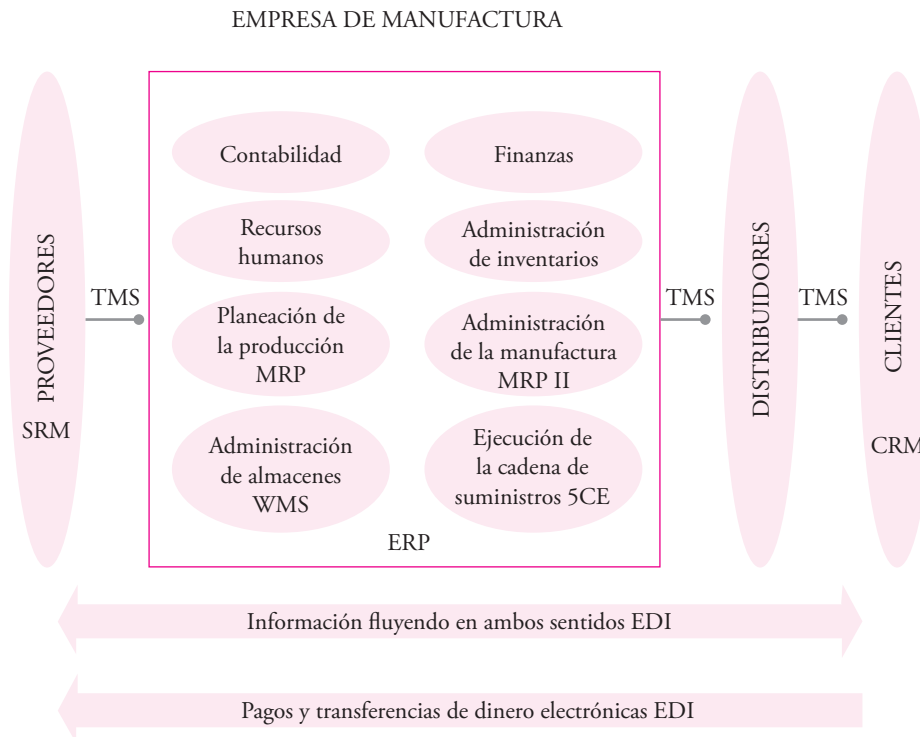 EMPRESA DE MANUFACTURA
PROVEEDORES
SRM
TMS
Contabilidad
Finanzas
Recursos
humanos
Administración
de inventarios
Planeación de
la producción
MRP
Administración
de la manufactura
MRP II
Administración
de almacenes
WMS
Ejecución de
la cadena de
suministros 5CE
ERP
TMS
DISTRIBUIDORES
TMS
CLIENTES
CRM
Información fluyendo en ambos sentidos EDI
Pagos y transferencias de dinero electrónicas EDI